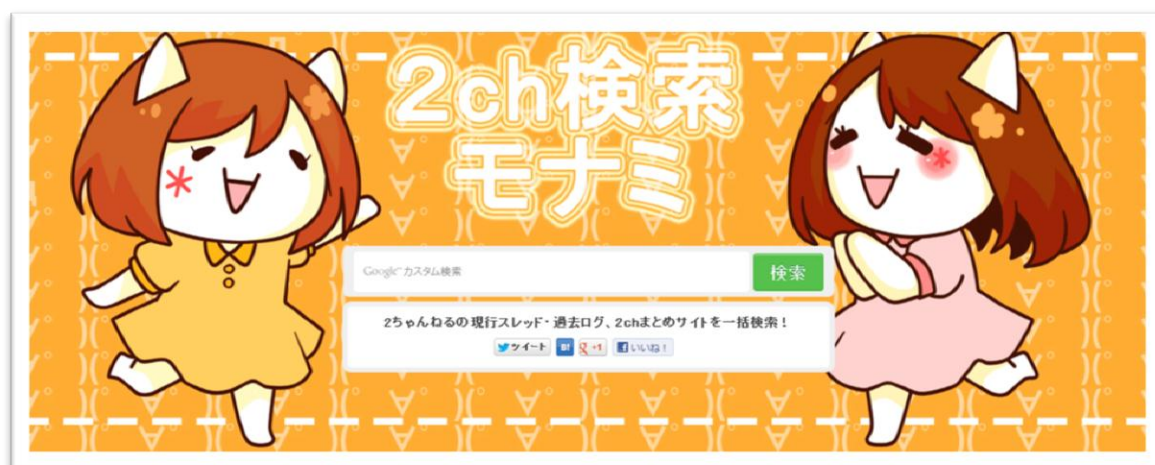 2ch検索
モナミ
Google™ カスタム検索
検索
2ちゃんねるの現行スレッド・過去ログ、2chまとめサイトを一括検索！
ツイート B! g +1 いいね！